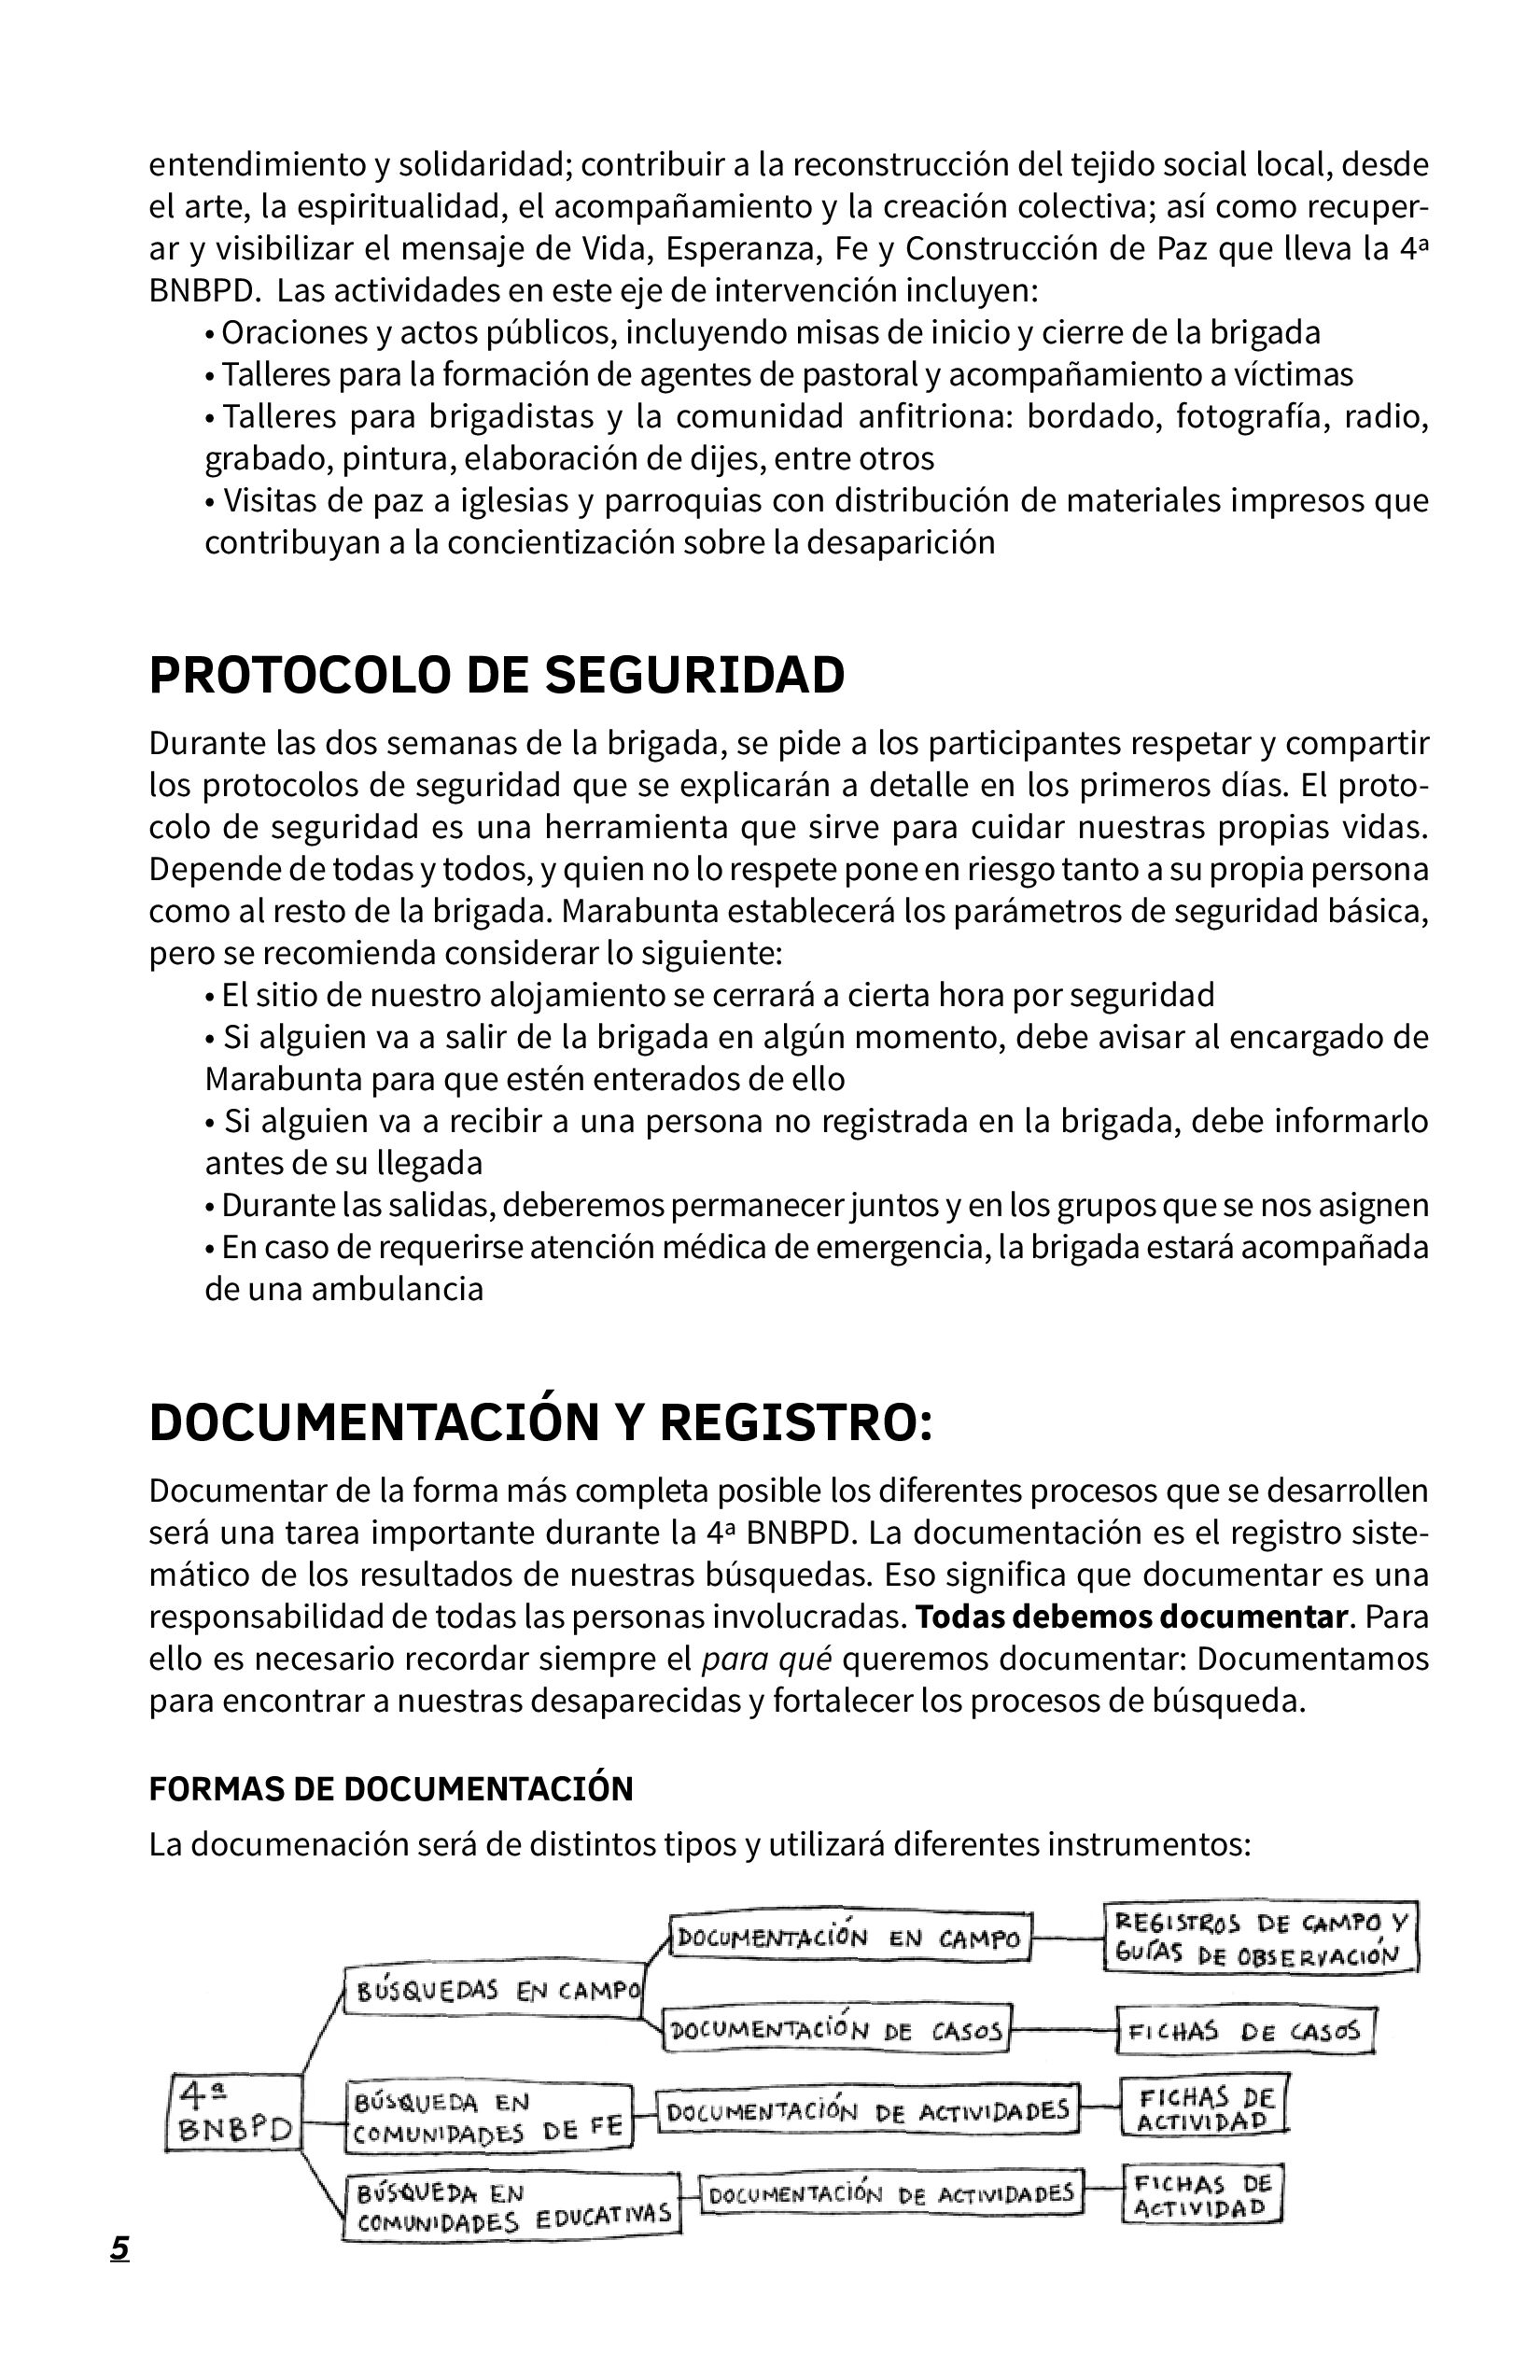 entendimiento y solidaridad; contribuir a la reconstrucción del tejido social local, desde
el arte, la espiritualidad, el acompañamiento y la creación colectiva; así como recuper-
ar y visibilizar el mensaje de Vida, Esperanza, Fe y Construcción de Paz que lleva la 4ª
BNBPD.  Las actividades en este eje de intervención incluyen:
• Oraciones y actos públicos, incluyendo misas de inicio y cierre de la brigada
• Talleres para la formación de agentes de pastoral y acompañamiento a víctimas
• Talleres para brigadistas y la comunidad anfitriona: bordado, fotografía, radio,
grabado, pintura, elaboración de dijes, entre otros
• Visitas de paz a iglesias y parroquias con distribución de materiales impresos que
contribuyan a la concientización sobre la desaparición
PROTOCOLO DE SEGURIDAD
Durante las dos semanas de la brigada, se pide a los participantes respetar y compartir
los protocolos de seguridad que se explicarán a detalle en los primeros días. El proto-
colo de seguridad es una herramienta que sirve para cuidar nuestras propias vidas.
Depende de todas y todos, y quien no lo respete pone en riesgo tanto a su propia persona
como al resto de la brigada. Marabunta establecerá los parámetros de seguridad básica,
pero se recomienda considerar lo siguiente:
• El sitio de nuestro alojamiento se cerrará a cierta hora por seguridad
• Si alguien va a salir de la brigada en algún momento, debe avisar al encargado de
Marabunta para que estén enterados de ello
• Si alguien va a recibir a una persona no registrada en la brigada, debe informarlo
antes de su llegada
• Durante las salidas, deberemos permanecer juntos y en los grupos que se nos asignen
• En caso de requerirse atención médica de emergencia, la brigada estará acompañada
de una ambulancia
DOCUMENTACIÓN Y REGISTRO:
Documentar de la forma más completa posible los diferentes procesos que se desarrollen
será una tarea importante durante la 4ª BNBPD. La documentación es el registro siste-
mático de los resultados de nuestras búsquedas. Eso significa que documentar es una
responsabilidad de todas las personas involucradas. Todas debemos documentar. Para
ello es necesario recordar siempre el para qué queremos documentar: Documentamos
para encontrar a nuestras desaparecidas y fortalecer los procesos de búsqueda.
FORMAS DE DOCUMENTACIÓN
La documenación será de distintos tipos y utilizará diferentes instrumentos:
4ª
BNBPD
BÚSQUEDAS EN CAMPO
DOCUMENTACIÓN EN CAMPO
REGISTROS DE CAMPO Y
GUÍAS DE OBSERVACIÓN
DOCUMENTACIÓN DE CASOS
FICHAS DE CASOS
BÚSQUEDA EN
COMUNIDADES DE FE
DOCUMENTACIÓN DE ACTIVIDADES
FICHAS DE
ACTIVIDAD
BÚSQUEDA EN
COMUNIDADES EDUCATIVAS
DOCUMENTACIÓN DE ACTIVIDADES
FICHAS DE
ACTIVIDAD
5